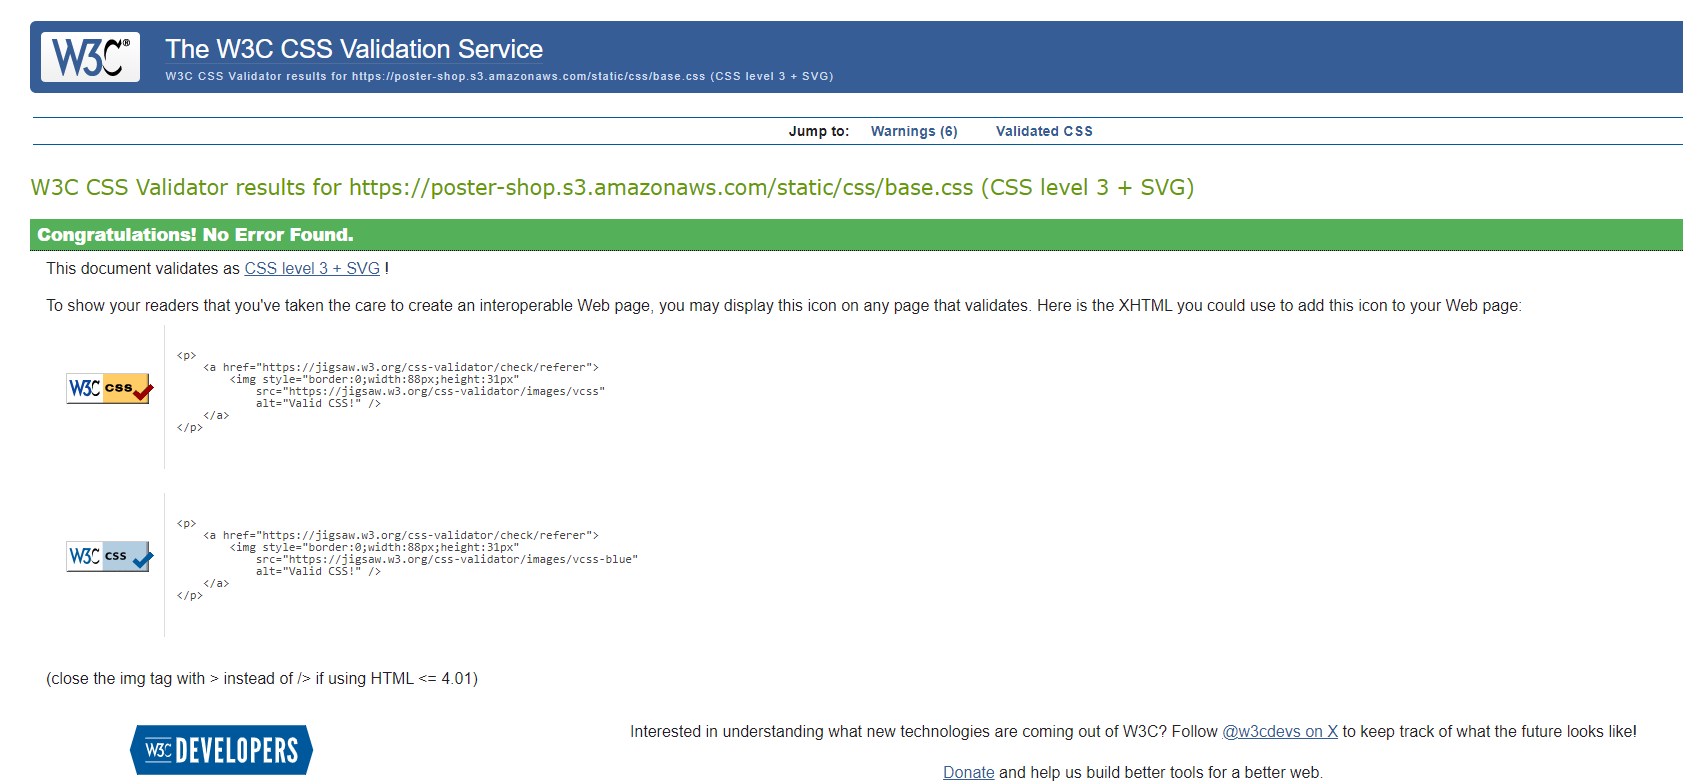 W3C®
The W3C CSS Validation Service
W3C CSS Validator results for https://poster-shop.s3.amazonaws.com/static/css/base.css (CSS level 3 + SVG)
Jump to: Warnings (6) Validated CSS
W3C CSS Validator results for https://poster-shop.s3.amazonaws.com/static/css/base.css (CSS level 3 + SVG)
Congratulations! No Error Found.
This document validates as CSS level 3 + SVG !
To show your readers that you've taken the care to create an interoperable Web page, you may display this icon on any page that validates. Here is the XHTML you could use to add this icon to your Web page:
W3C css
<p>
<a href="https://jigsaw.w3.org/css-validator/check/referer">
<img style="border:0;width:88px;height:31px"
src="https://jigsaw.w3.org/css-validator/images/vcss"
alt="Valid CSS!" />
</a>
</p>
W3C css
<p>
<a href="https://jigsaw.w3.org/css-validator/check/referer">
<img style="border:0;width:88px;height:31px"
src="https://jigsaw.w3.org/css-validator/images/vcss-blue"
alt="Valid CSS!" />
</a>
</p>
(close the img tag with > instead of /> if using HTML <= 4.01)
W3C DEVELOPERS
Interested in understanding what new technologies are coming out of W3C? Follow @w3cdevs on X to keep track of what the future looks like!
Donate and help us build better tools for a better web.